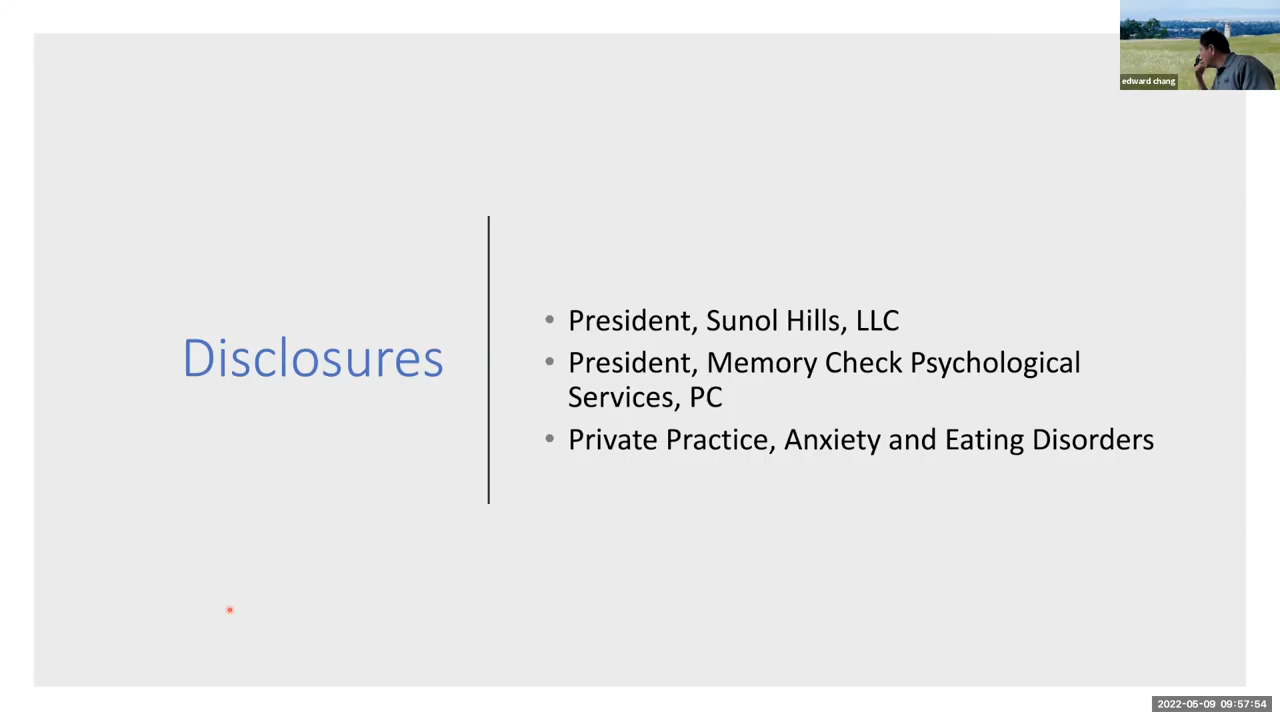 edward chang
Disclosures
• President, Sunol Hills, LLC
• President, Memory Check Psychological
Services, PC
• Private Practice, Anxiety and Eating Disorders
2022-05-09 09:57:54